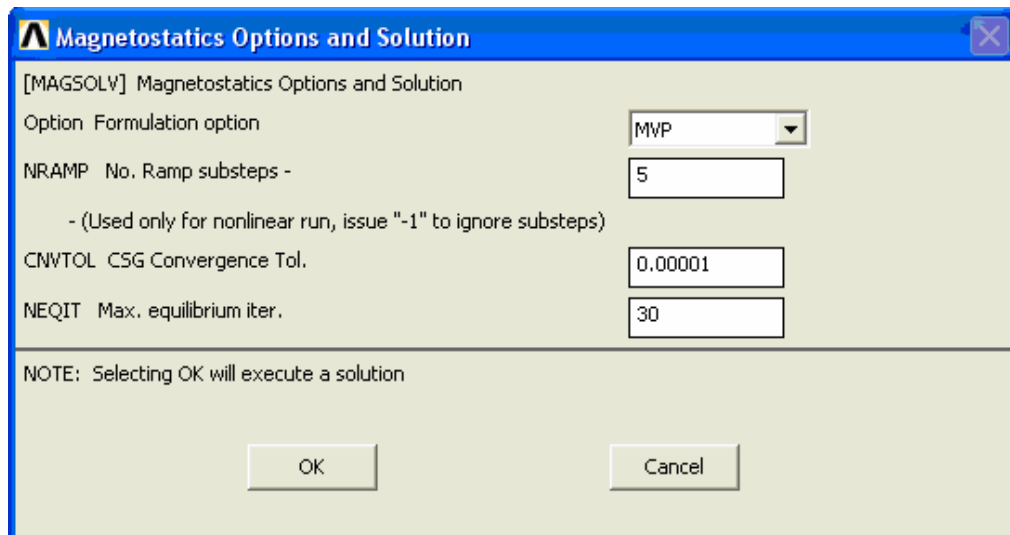 Magnetostatics Options and Solution
[MAGSOLV] Magnetostatics Options and Solution
Option Formulation option
MVP
NRAMP No. Ramp substeps -
5
- (Used only for nonlinear run, issue "-1" to ignore substeps)
CNVTOL CSG Convergence Tol.
0.00001
NEQIT Max. equilibrium iter.
30
NOTE: Selecting OK will execute a solution
OK
Cancel